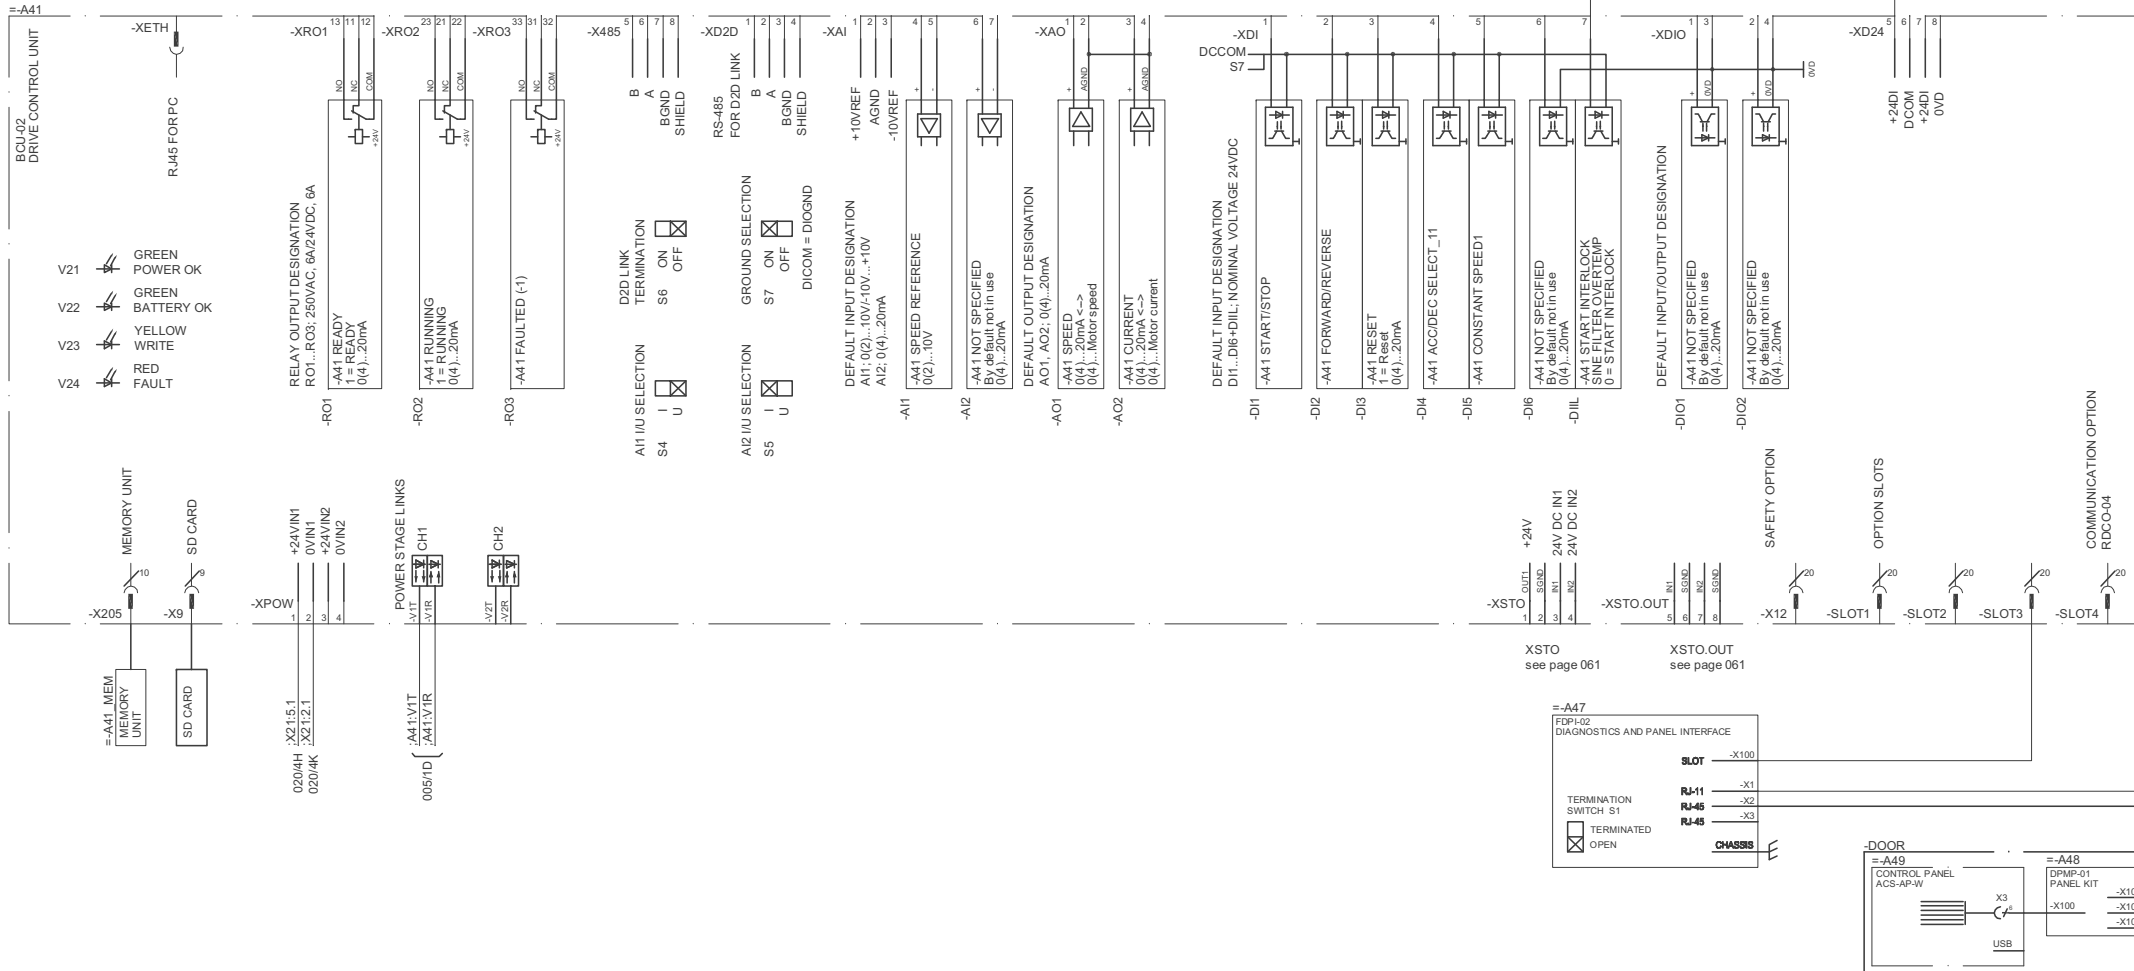 =-A41
BCU-02
DRIVE CONTROL UNIT
-XETH
RJ45 FOR PC
V21
GREEN
POWER OK
V22
GREEN
BATTERY OK
V23
YELLOW
WRITE
V24
RED
FAULT
-XRO1
13 11 12
NO NC COM
+24V
-XRO2
23 21 22
NO NC COM
+24V
-XRO3
33 31 32
NO NC COM
+24V
RELAY OUTPUT DESIGNATION
RO1...RO3; 250VAC, 6A/24VDC, 6A
-A41 READY
1 = READY
0(4)...20mA
-RO1
-A41 RUNNING
1 = RUNNING
0(4)...20mA
-RO2
-A41 FAULTED (-1)
-RO3
-X485
5 6 7 8
B
A
BGND
SHIELD
RS-485
FOR D2D LINK
-XD2D
1 2 3 4
B
A
BGND
SHIELD
D2D LINK
TERMINATION
S6 ON
OFF
GROUND SELECTION
S7 ON
OFF
DICOM = DIOGND
AI1 I/U SELECTION
S4 I
U
AI2 I/U SELECTION
S5 I
U
-XAI
1 2 3 4 5 6 7
+10VREF
AGND
-10VREF
+ -
+ -
DEFAULT INPUT DESIGNATION
AI1; 0(2)...10V/-10V...+10V
AI2; 0(4)...20mA
-A41 SPEED REFERENCE
0(2)...10V
-AI1
-A41 NOT SPECIFIED
By default not in use
0(4)...20mA
-AI2
-XAO
1 2 3 4
+ AGND
+ AGND
DEFAULT OUTPUT DESIGNATION
AO1, AO2; 0(4)...20mA
-A41 SPEED
0(4)...20mA <-->
0(4)...Motor speed
-AO1
-A41 CURRENT
0(4)...20mA <-->
0(4)...Motor current
-AO2
-XDI
1 2 3 4 5 6 7
DCCOM
S7
0VD
DEFAULT INPUT DESIGNATION
DI1...DI6+DIIL; NOMINAL VOLTAGE 24VDC
-A41 START/STOP
-DI1
-A41 FORWARD/REVERSE
-DI2
-A41 RESET
1 = Reset
0(4)...20mA
-DI3
-A41 ACC/DEC SELECT_11
-DI4
-A41 CONSTANT SPEED1
-DI5
-A41 NOT SPECIFIED
By default not in use
0(4)...20mA
-DI6
-A41 START INTERLOCK
SINE FILTER OVERTEMP
0 = START INTERLOCK
-DIIL
-XDIO
1 3 2 4
+ 0VD
+ 0VD
DEFAULT INPUT/OUTPUT DESIGNATION
-A41 NOT SPECIFIED
By default not in use
0(4)...20mA
-DIO1
-A41 NOT SPECIFIED
By default not in use
0(4)...20mA
-DIO2
-XD24
5 6 7 8
+24DI
DCOM
+24DI
0VD
MEMORY UNIT
10
-X205
SD CARD
9
-X9
=-A41_MEM
MEMORY
UNIT
SD CARD
+24VIN1
0VIN1
+24VIN2
0VIN2
-XPOW
1 2 3 4
:X21:5.1
:X21:2.1
020/4H
020/4K
POWER STAGE LINKS
CH1
-V1T
-V1R
CH2
-V2T
-V2R
:A41:V1T
:A41:V1R
005/1D
+24V
24V DC IN1
24V DC IN2
OUT1
SGND
IN1
IN2
-XSTO
1 2 3 4
XSTO
see page 061
IN1
SGND
IN2
SGND
-XSTO.OUT
5 6 7 8
XSTO.OUT
see page 061
SAFETY OPTION
20
-X12
OPTION SLOTS
20
-SLOT1
20
-SLOT2
20
-SLOT3
COMMUNICATION OPTION
RDCO-04
20
-SLOT4
=-A47
FDPI-02
DIAGNOSTICS AND PANEL INTERFACE
SLOT -X100
RJ-11 -X1
RJ-45 -X2
RJ-45 -X3
TERMINATION
SWITCH S1
TERMINATED
OPEN
CHASSIS
-DOOR
=-A49
CONTROL PANEL
ACS-AP-W
X3
6
USB
=-A48
DPMP-01
PANEL KIT
-X100
-X10
-X10
-X10